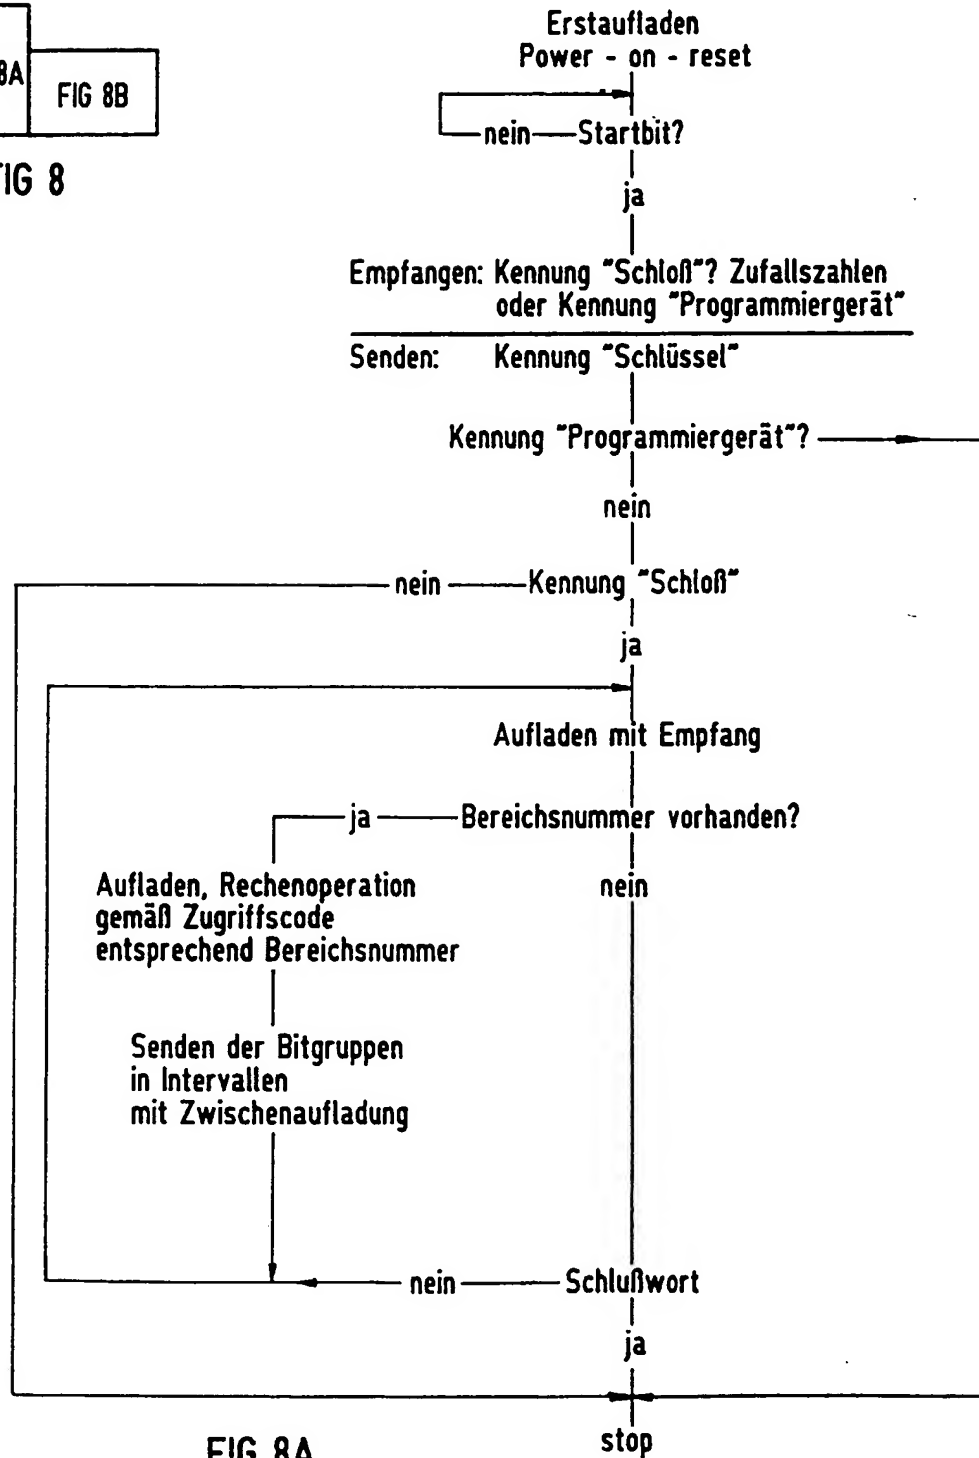 8A
FIG 8B
FIG 8
Erstaufladen
Power - on - reset
nein
Startbit?
ja
Empfangen: Kennung "Schloß"? Zufallszahlen
oder Kennung "Programmiergerät"
Senden: Kennung "Schlüssel"
Kennung "Programmiergerät"?
nein
nein
Kennung "Schloß"
ja
Aufladen mit Empfang
ja
Bereichsnummer vorhanden?
Aufladen, Rechenoperation
gemäß Zugriffscode
entsprechend Bereichsnummer
nein
Senden der Bitgruppen
in Intervallen
mit Zwischenaufladung
nein
Schlußwort
ja
stop
FIG 8A